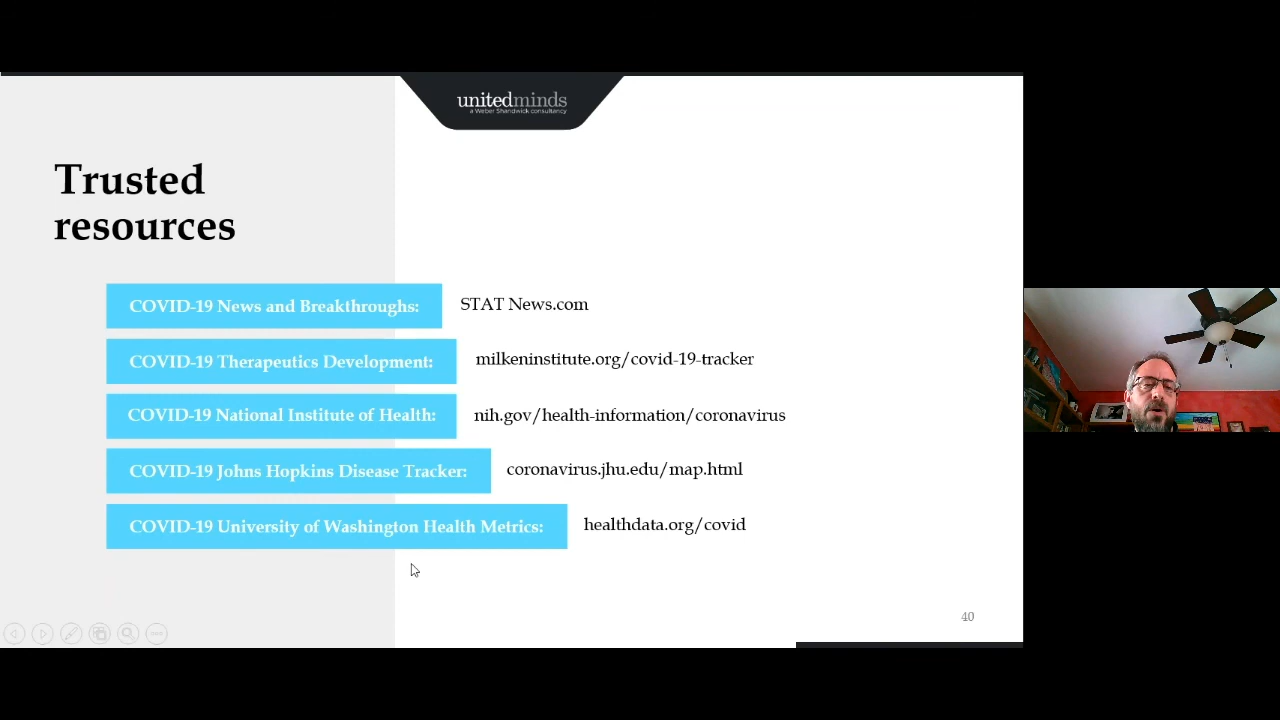 unitedminds
a Weber Shandwick consultancy
Trusted
resources
COVID-19 News and Breakthroughs:
STAT News.com
COVID-19 Therapeutics Development:
milkeninstitute.org/covid-19-tracker
COVID-19 National Institute of Health:
nih.gov/health-information/coronavirus
COVID-19 Johns Hopkins Disease Tracker:
coronavirus.jhu.edu/map.html
COVID-19 University of Washington Health Metrics:
healthdata.org/covid
40